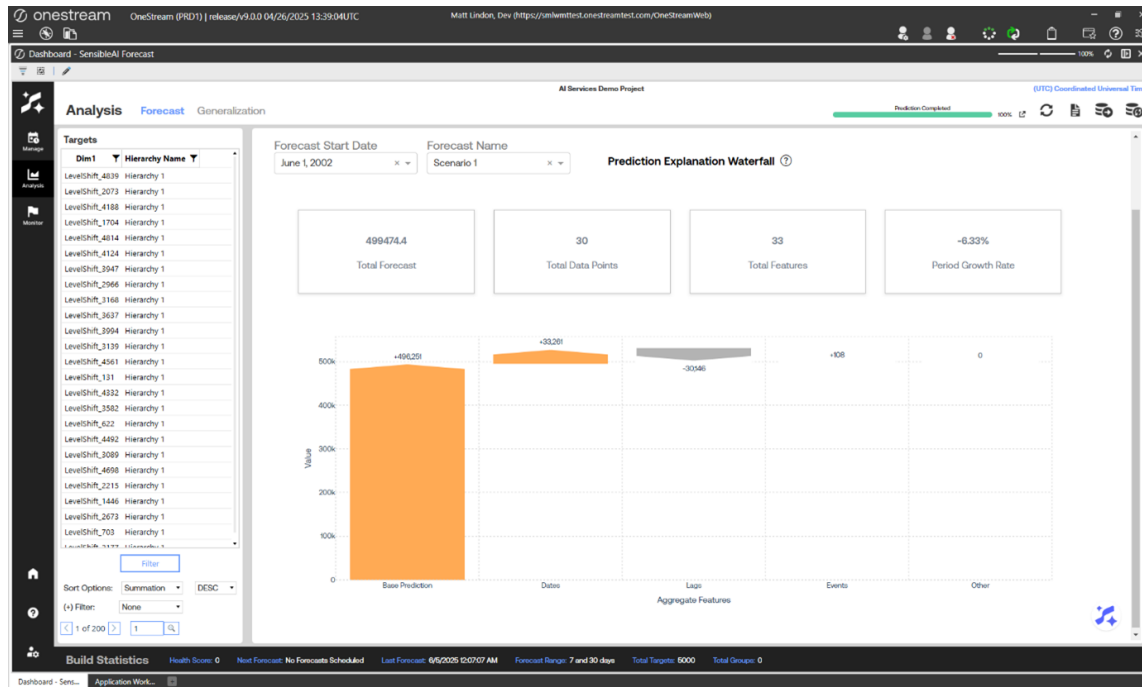 onestream OneStream (PRD1) | release/v9.0.0 04/26/2025 13:39:04UTC Matt Lindon, Dev (https://smlwmttest.onestreamtest.com/OneStreamWeb)
Dashboard - SensibleAI Forecast 100%
AI Services Demo Project (UTC) Coordinated Universal Tim
Analysis Forecast Generalization Prediction Completed 100%
Manage
Analysis
Monitor
Targets
Dim1 Hierarchy Name
LevelShift_4839 Hierarchy 1
LevelShift_2073 Hierarchy 1
LevelShift_4188 Hierarchy 1
LevelShift_1704 Hierarchy 1
LevelShift_4814 Hierarchy 1
LevelShift_4124 Hierarchy 1
LevelShift_3947 Hierarchy 1
LevelShift_2966 Hierarchy 1
LevelShift_3168 Hierarchy 1
LevelShift_3637 Hierarchy 1
LevelShift_3994 Hierarchy 1
LevelShift_3139 Hierarchy 1
LevelShift_4561 Hierarchy 1
LevelShift_131 Hierarchy 1
LevelShift_4332 Hierarchy 1
LevelShift_3582 Hierarchy 1
LevelShift_622 Hierarchy 1
LevelShift_4492 Hierarchy 1
LevelShift_3089 Hierarchy 1
LevelShift_4698 Hierarchy 1
LevelShift_2215 Hierarchy 1
LevelShift_1446 Hierarchy 1
LevelShift_2673 Hierarchy 1
LevelShift_703 Hierarchy 1
Filter
Sort Options: Summation DESC
(+) Filter: None
1 of 200 1
Forecast Start Date Forecast Name
June 1, 2002 Scenario 1 Prediction Explanation Waterfall
499474.4 30 33 -6.33%
Total Forecast Total Data Points Total Features Period Growth Rate
+33,261
+496,251 +108 0
500k
-30,146
400k
300k
Value
200k
100k
0
Base Prediction Dates Lags Events Other
Aggregate Features
Build Statistics Health Score: 0 Next Forecast: No Forecasts Scheduled Last Forecast: 6/5/2025 12:07:07 AM Forecast Range: 7 and 30 days Total Targets: 5000 Total Groups: 0
Dashboard - Sens... Application Work...